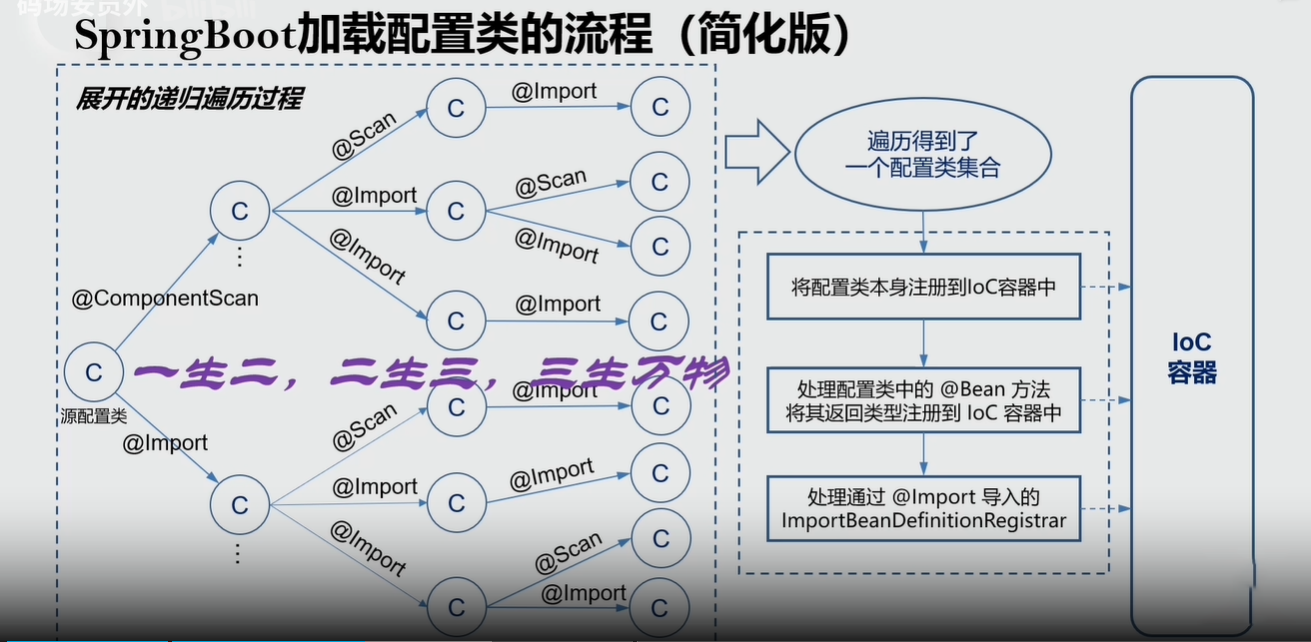 码场安员外
bilibili
SpringBoot加载配置类的流程（简化版）
展开的递归遍历过程
C
@Import
C
@Scan
遍历得到了
一个配置类集合
@Import
C
@Scan
C
C
@Import
@Import
C
⋮
@ComponentScan
将配置类本身注册到IoC容器中
C
@Import
C
IoC
容器
C
一生二，二生三，三生万物
源配置类
@Import
@Scan
C
@Import
C
处理配置类中的 @Bean 方法
将其返回类型注册到 IoC 容器中
@Import
C
@Import
C
@Import
C
处理通过 @Import 导入的
ImportBeanDefinitionRegistrar
⋮
@Import
@Scan
C
C
@Import
C